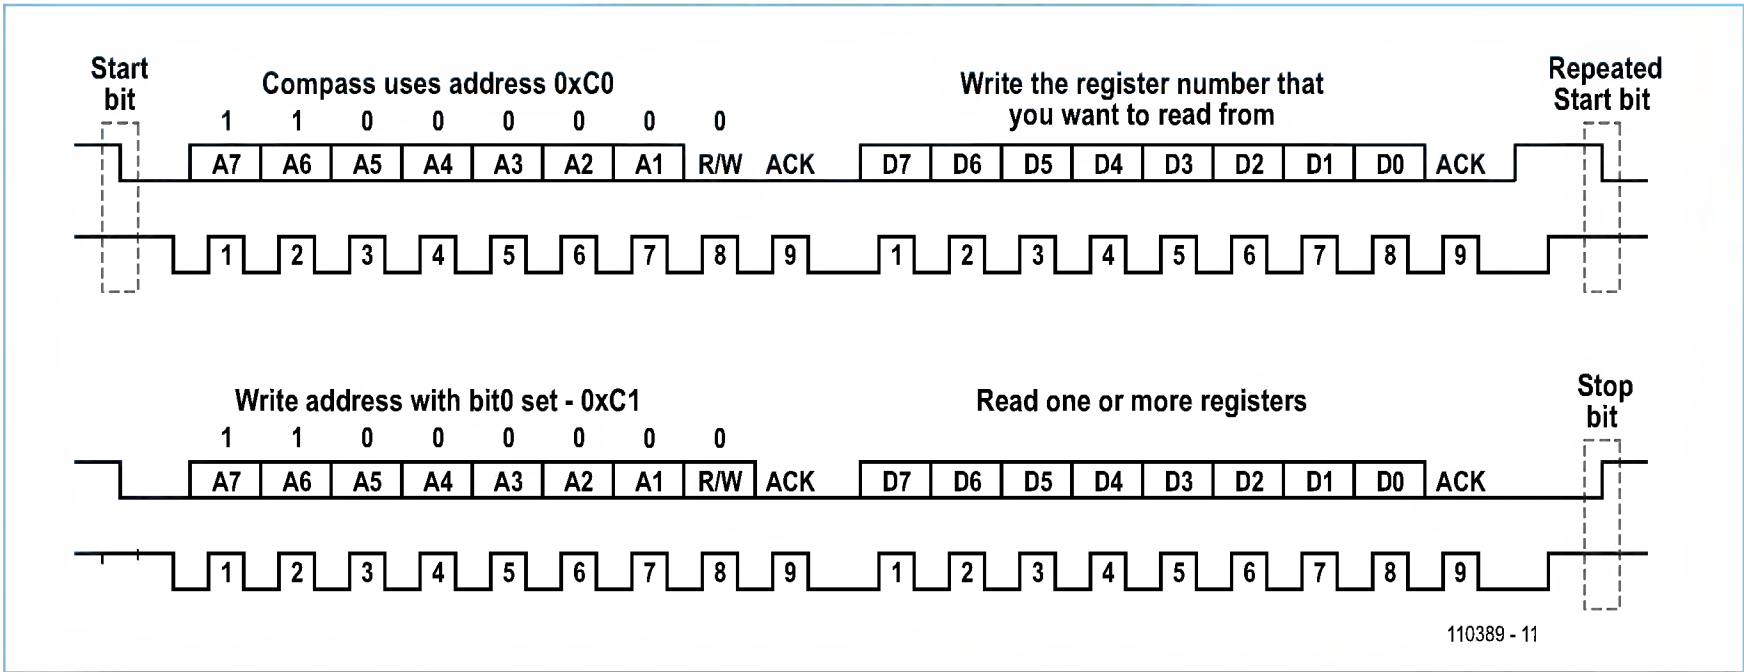 Start
bit
Compass uses address 0xC0
1 1 0 0 0 0 0 0
Write the register number that
you want to read from
Repeated
Start bit
A7 A6 A5 A4 A3 A2 A1 R/W ACK D7 D6 D5 D4 D3 D2 D1 D0 ACK
1 2 3 4 5 6 7 8 9 1 2 3 4 5 6 7 8 9
Write address with bit0 set - 0xC1
1 1 0 0 0 0 0 0
Read one or more registers
Stop
bit
A7 A6 A5 A4 A3 A2 A1 R/W ACK D7 D6 D5 D4 D3 D2 D1 D0 ACK
1 2 3 4 5 6 7 8 9 1 2 3 4 5 6 7 8 9
110389 - 11